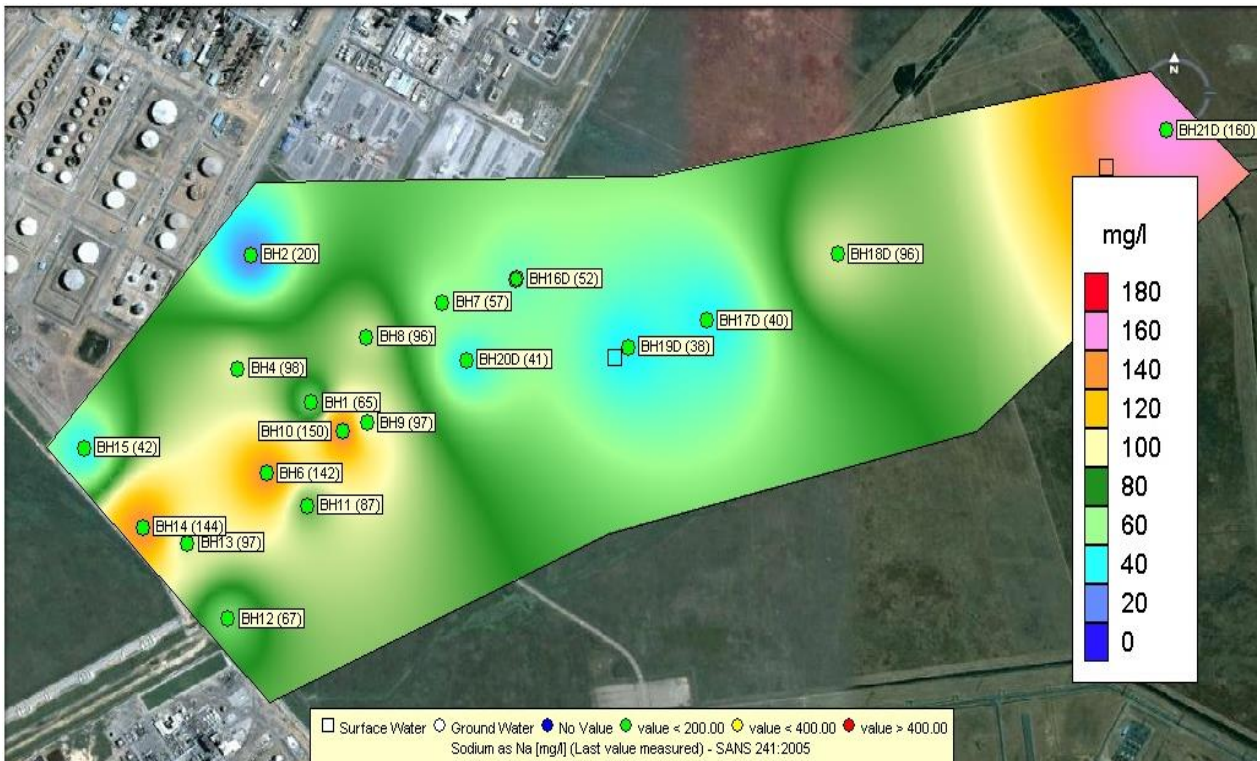 N
BH21D (160)
BH2 (20)
BH18D (96)
BH16D (52)
BH7 (57)
BH17D (40)
BH8 (96)
BH19D (38)
BH20D (41)
BH4 (98)
BH1 (65)
BH9 (97)
BH10 (150)
BH15 (42)
BH6 (142)
BH11 (87)
BH14 (144)
BH13 (97)
BH12 (67)
mg/l
180
160
140
120
100
80
60
40
20
0
Surface Water Ground Water No Value value < 200.00 value < 400.00 value > 400.00
Sodium as Na [mg/l] (Last value measured) - SANS 241:2005